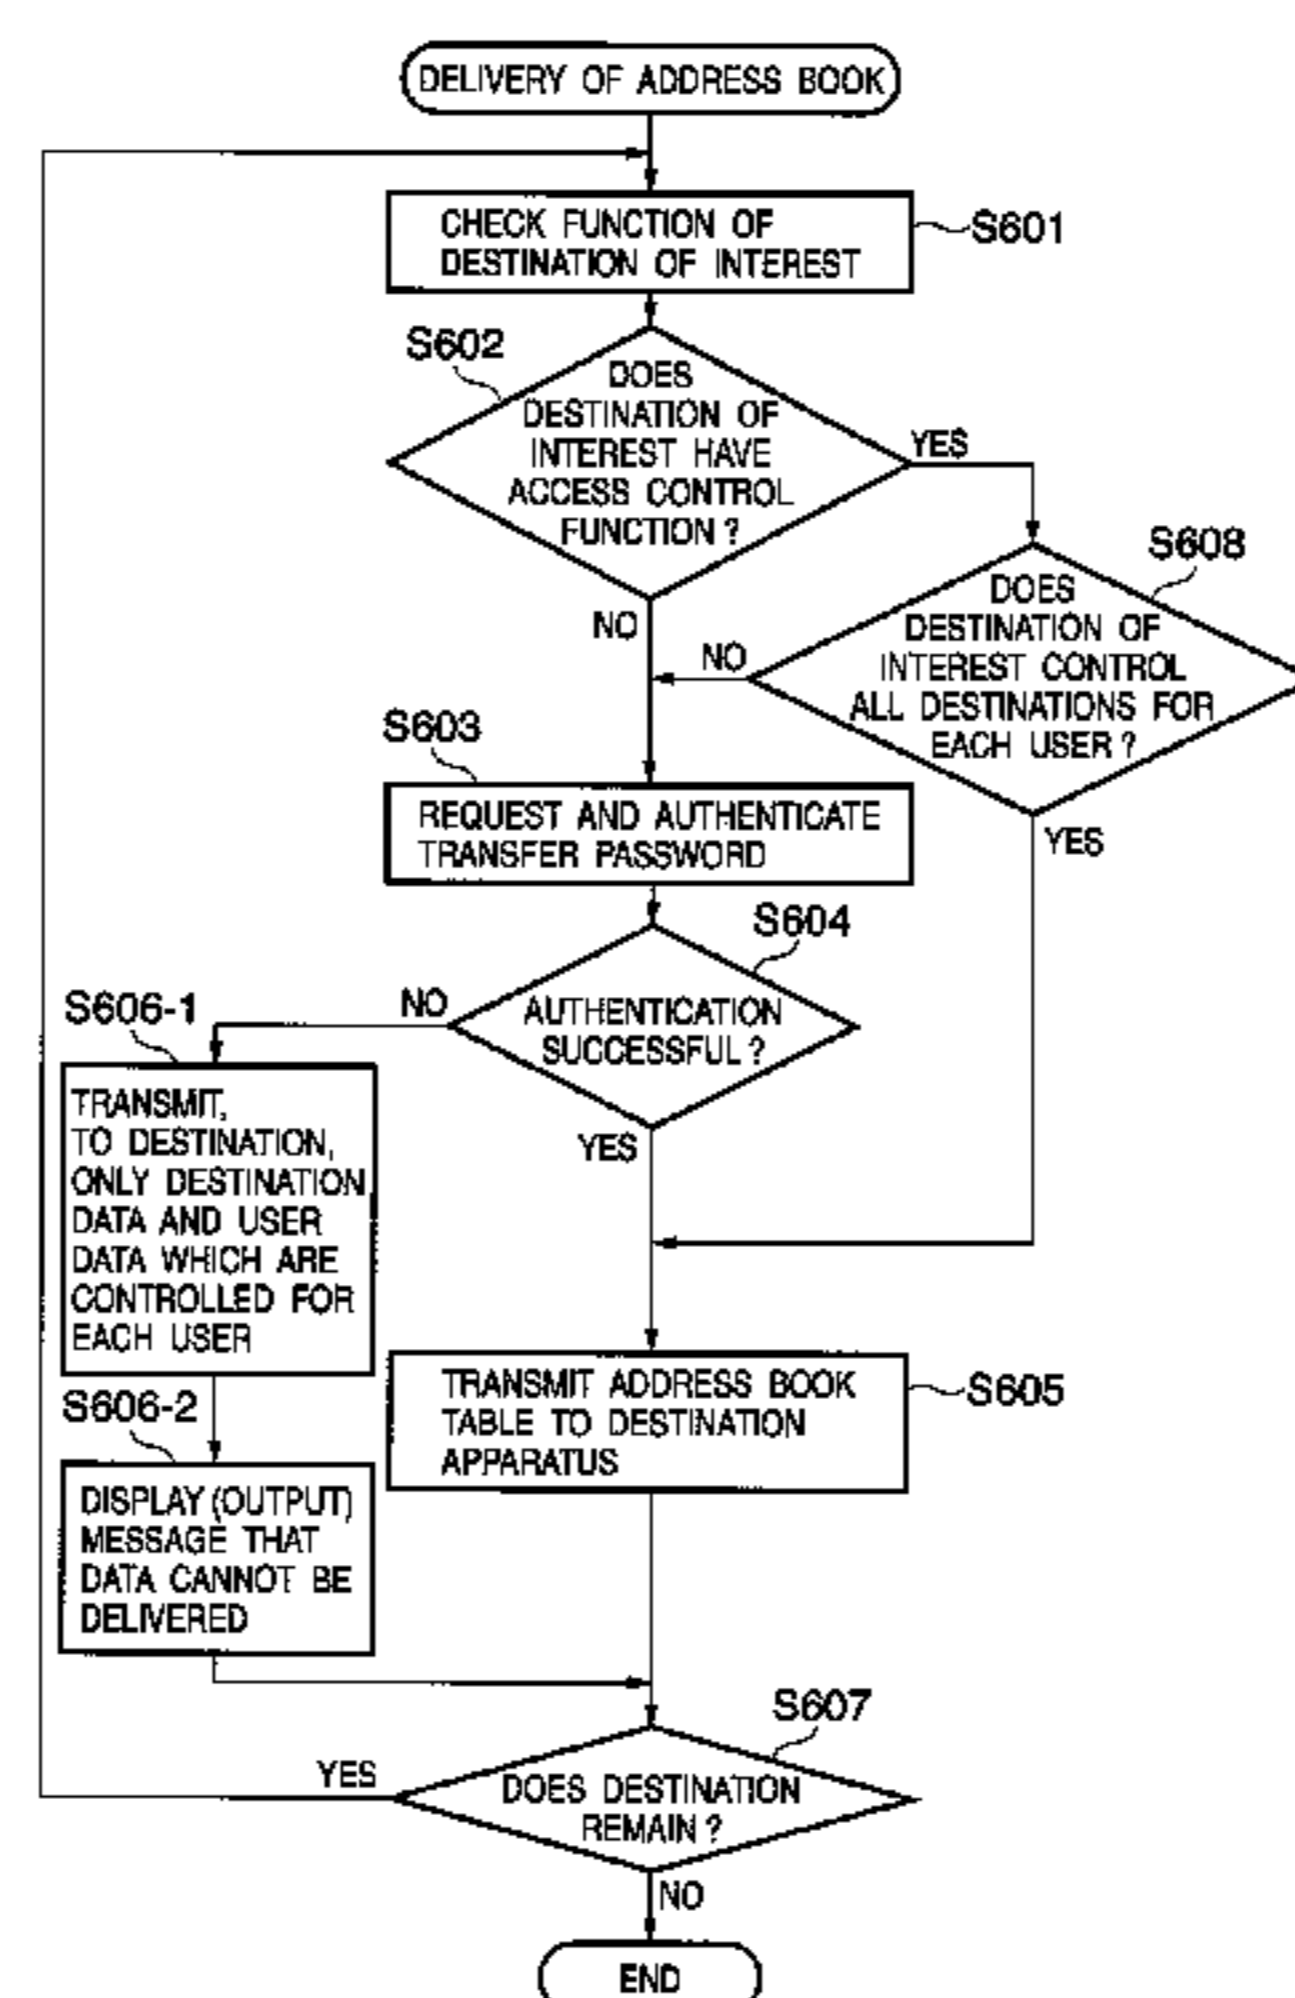 DELIVERY OF ADDRESS BOOK
CHECK FUNCTION OF
DESTINATION OF INTEREST
S601
S602
DOES
DESTINATION OF
INTEREST HAVE
ACCESS CONTROL
FUNCTION ?
YES
NO
S608
DOES
DESTINATION OF
INTEREST CONTROL
ALL DESTINATIONS FOR
EACH USER ?
NO
YES
S603
REQUEST AND AUTHENTICATE
TRANSFER PASSWORD
S604
AUTHENTICATION
SUCCESSFUL ?
NO
YES
S606-1
TRANSMIT,
TO DESTINATION,
ONLY DESTINATION
DATA AND USER
DATA WHICH ARE
CONTROLLED FOR
EACH USER
S606-2
DISPLAY (OUTPUT)
MESSAGE THAT
DATA CANNOT BE
DELIVERED
TRANSMIT ADDRESS BOOK
TABLE TO DESTINATION
APPARATUS
S605
S607
DOES DESTINATION
REMAIN ?
YES
NO
END